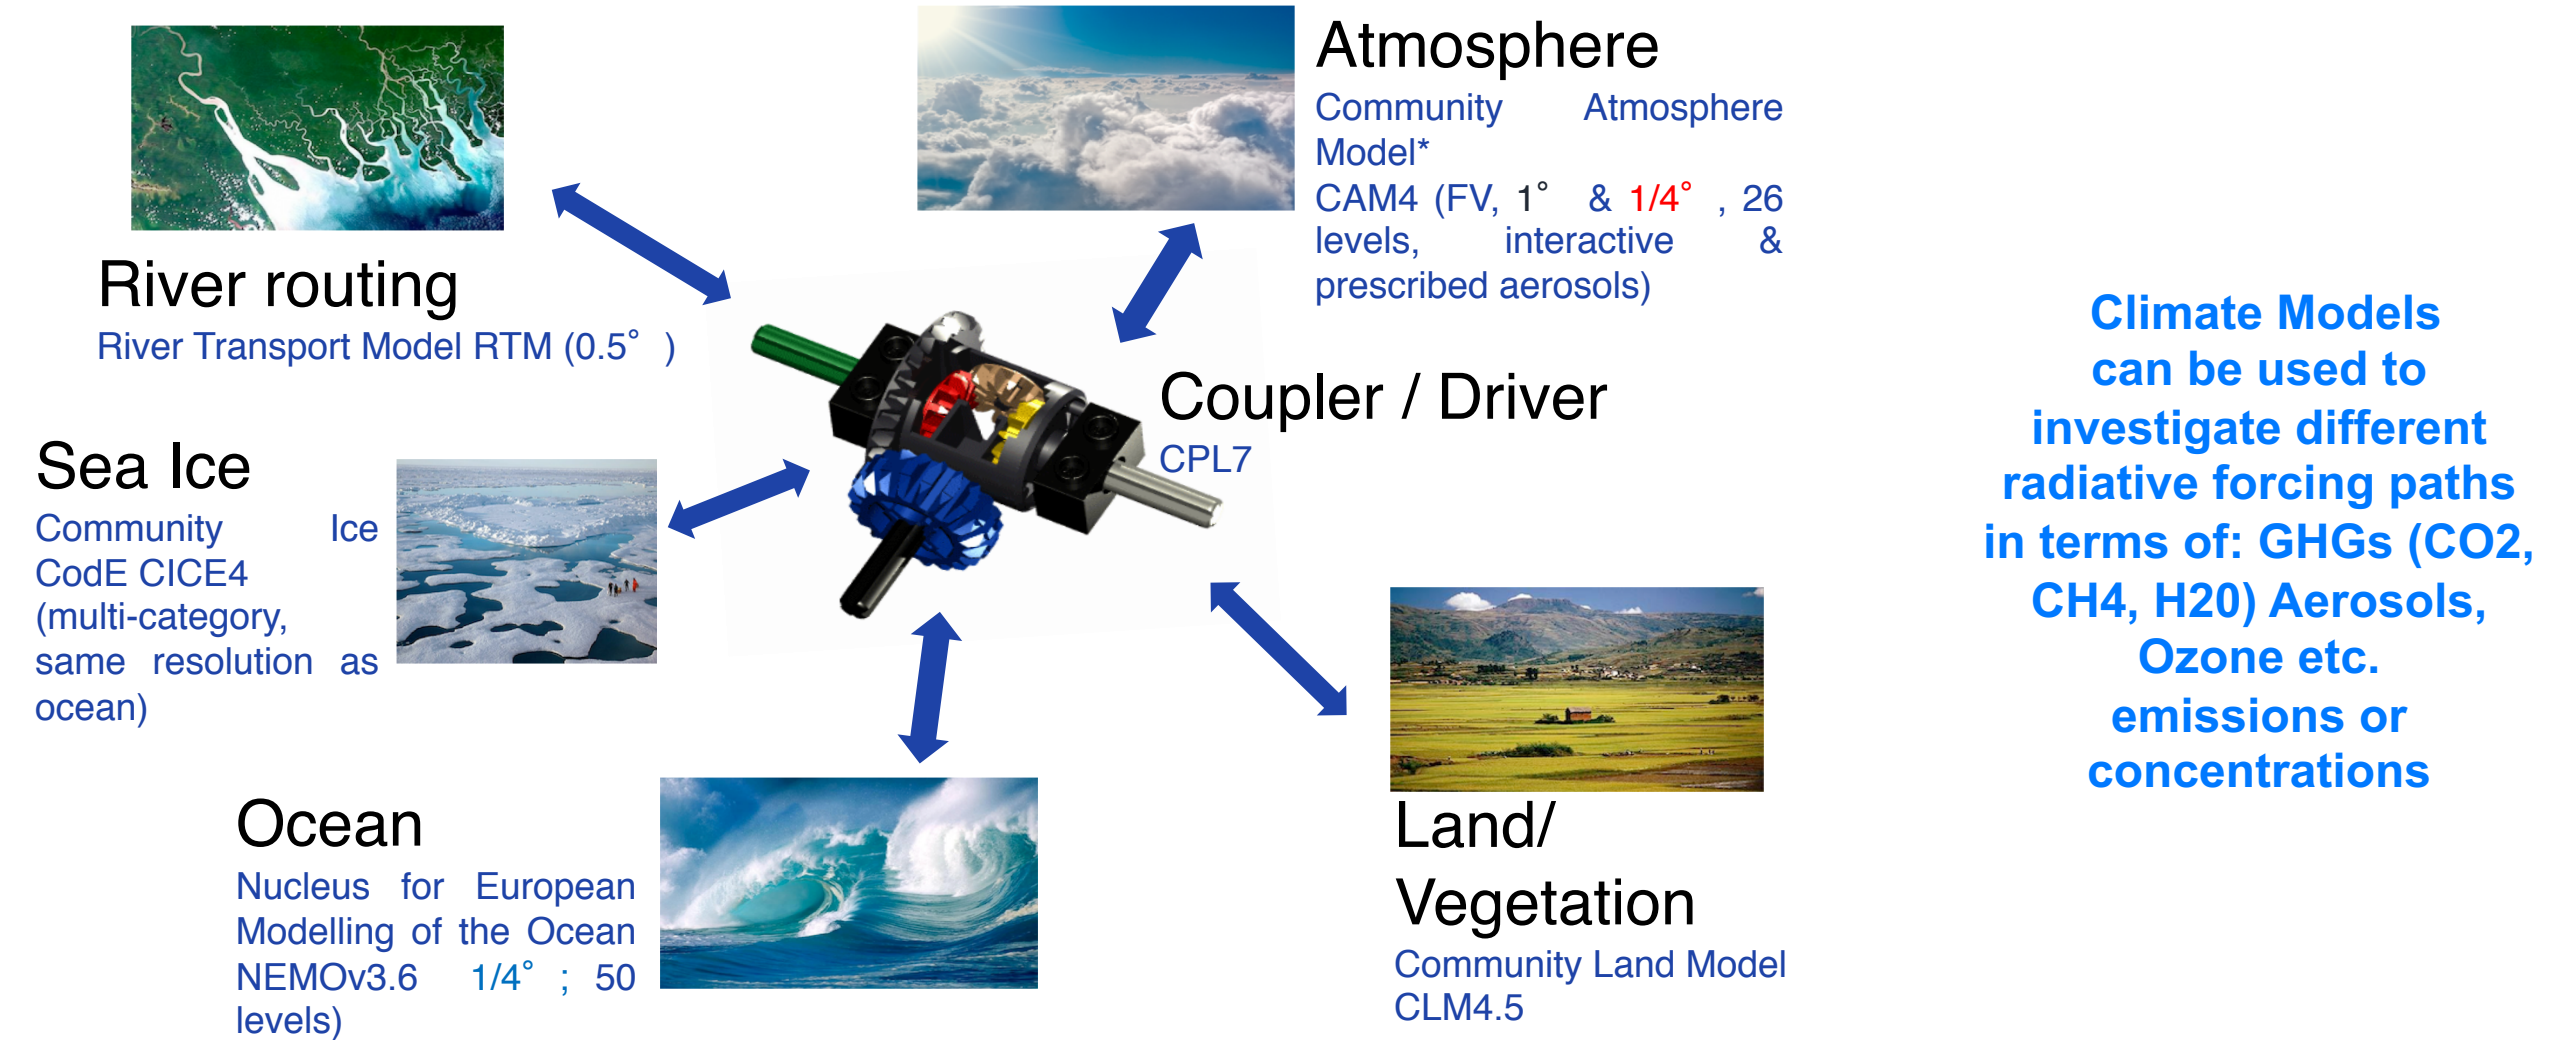 River routing
River Transport Model RTM (0.5° )
Atmosphere
Community Atmosphere
Model*
CAM4 (FV, 1° & 1/4° , 26
levels, interactive &
prescribed aerosols)
Coupler / Driver
CPL7
Sea Ice
Community Ice
CodE CICE4
(multi-category,
same resolution as
ocean)
Ocean
Nucleus for European
Modelling of the Ocean
NEMOv3.6 1/4° ; 50
levels)
Land/
Vegetation
Community Land Model
CLM4.5
Climate Models
can be used to
investigate different
radiative forcing paths
in terms of: GHGs (CO2,
CH4, H20) Aerosols,
Ozone etc.
emissions or
concentrations